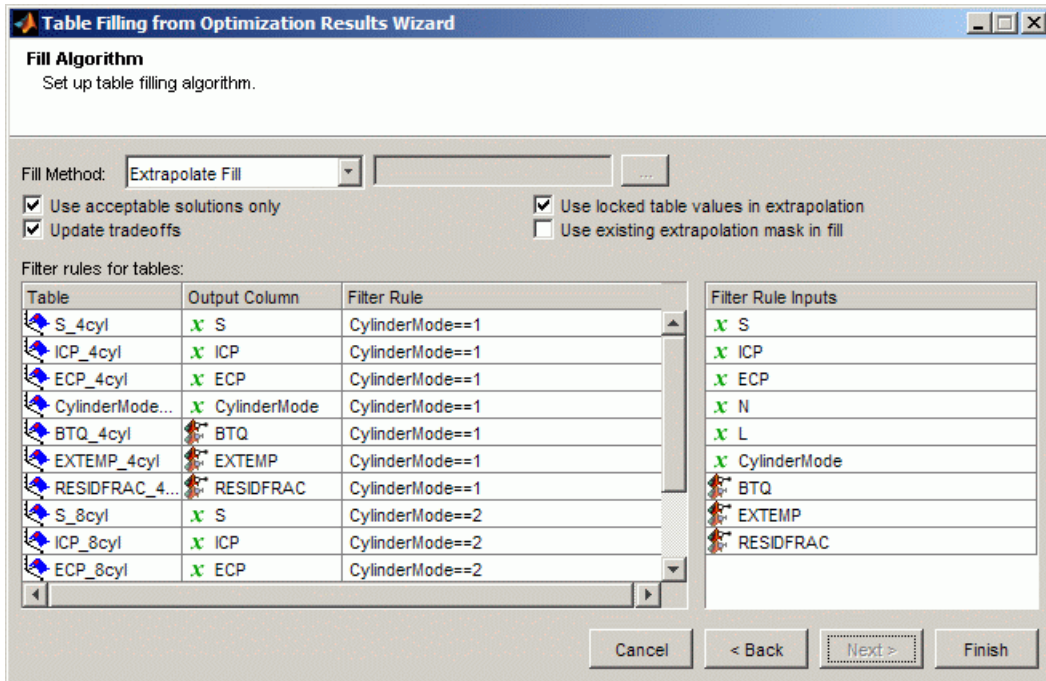 Table Filling from Optimization Results Wizard
Fill Algorithm
Set up table filling algorithm.
Fill Method: Extrapolate Fill ...
Use acceptable solutions only Use locked table values in extrapolation
Update tradeoffs Use existing extrapolation mask in fill
Filter rules for tables:
Table Output Column Filter Rule Filter Rule Inputs
S_4cyl x S CylinderMode==1 x S
ICP_4cyl x ICP CylinderMode==1 x ICP
ECP_4cyl x ECP CylinderMode==1 x ECP
CylinderMode... x CylinderMode CylinderMode==1 x N
BTQ_4cyl BTQ CylinderMode==1 x L
EXTEMP_4cyl EXTEMP CylinderMode==1 x CylinderMode
RESIDFRAC_4... RESIDFRAC CylinderMode==1 BTQ
S_8cyl x S CylinderMode==2 EXTEMP
ICP_8cyl x ICP CylinderMode==2 RESIDFRAC
ECP_8cyl x ECP CylinderMode==2
Cancel < Back Next > Finish